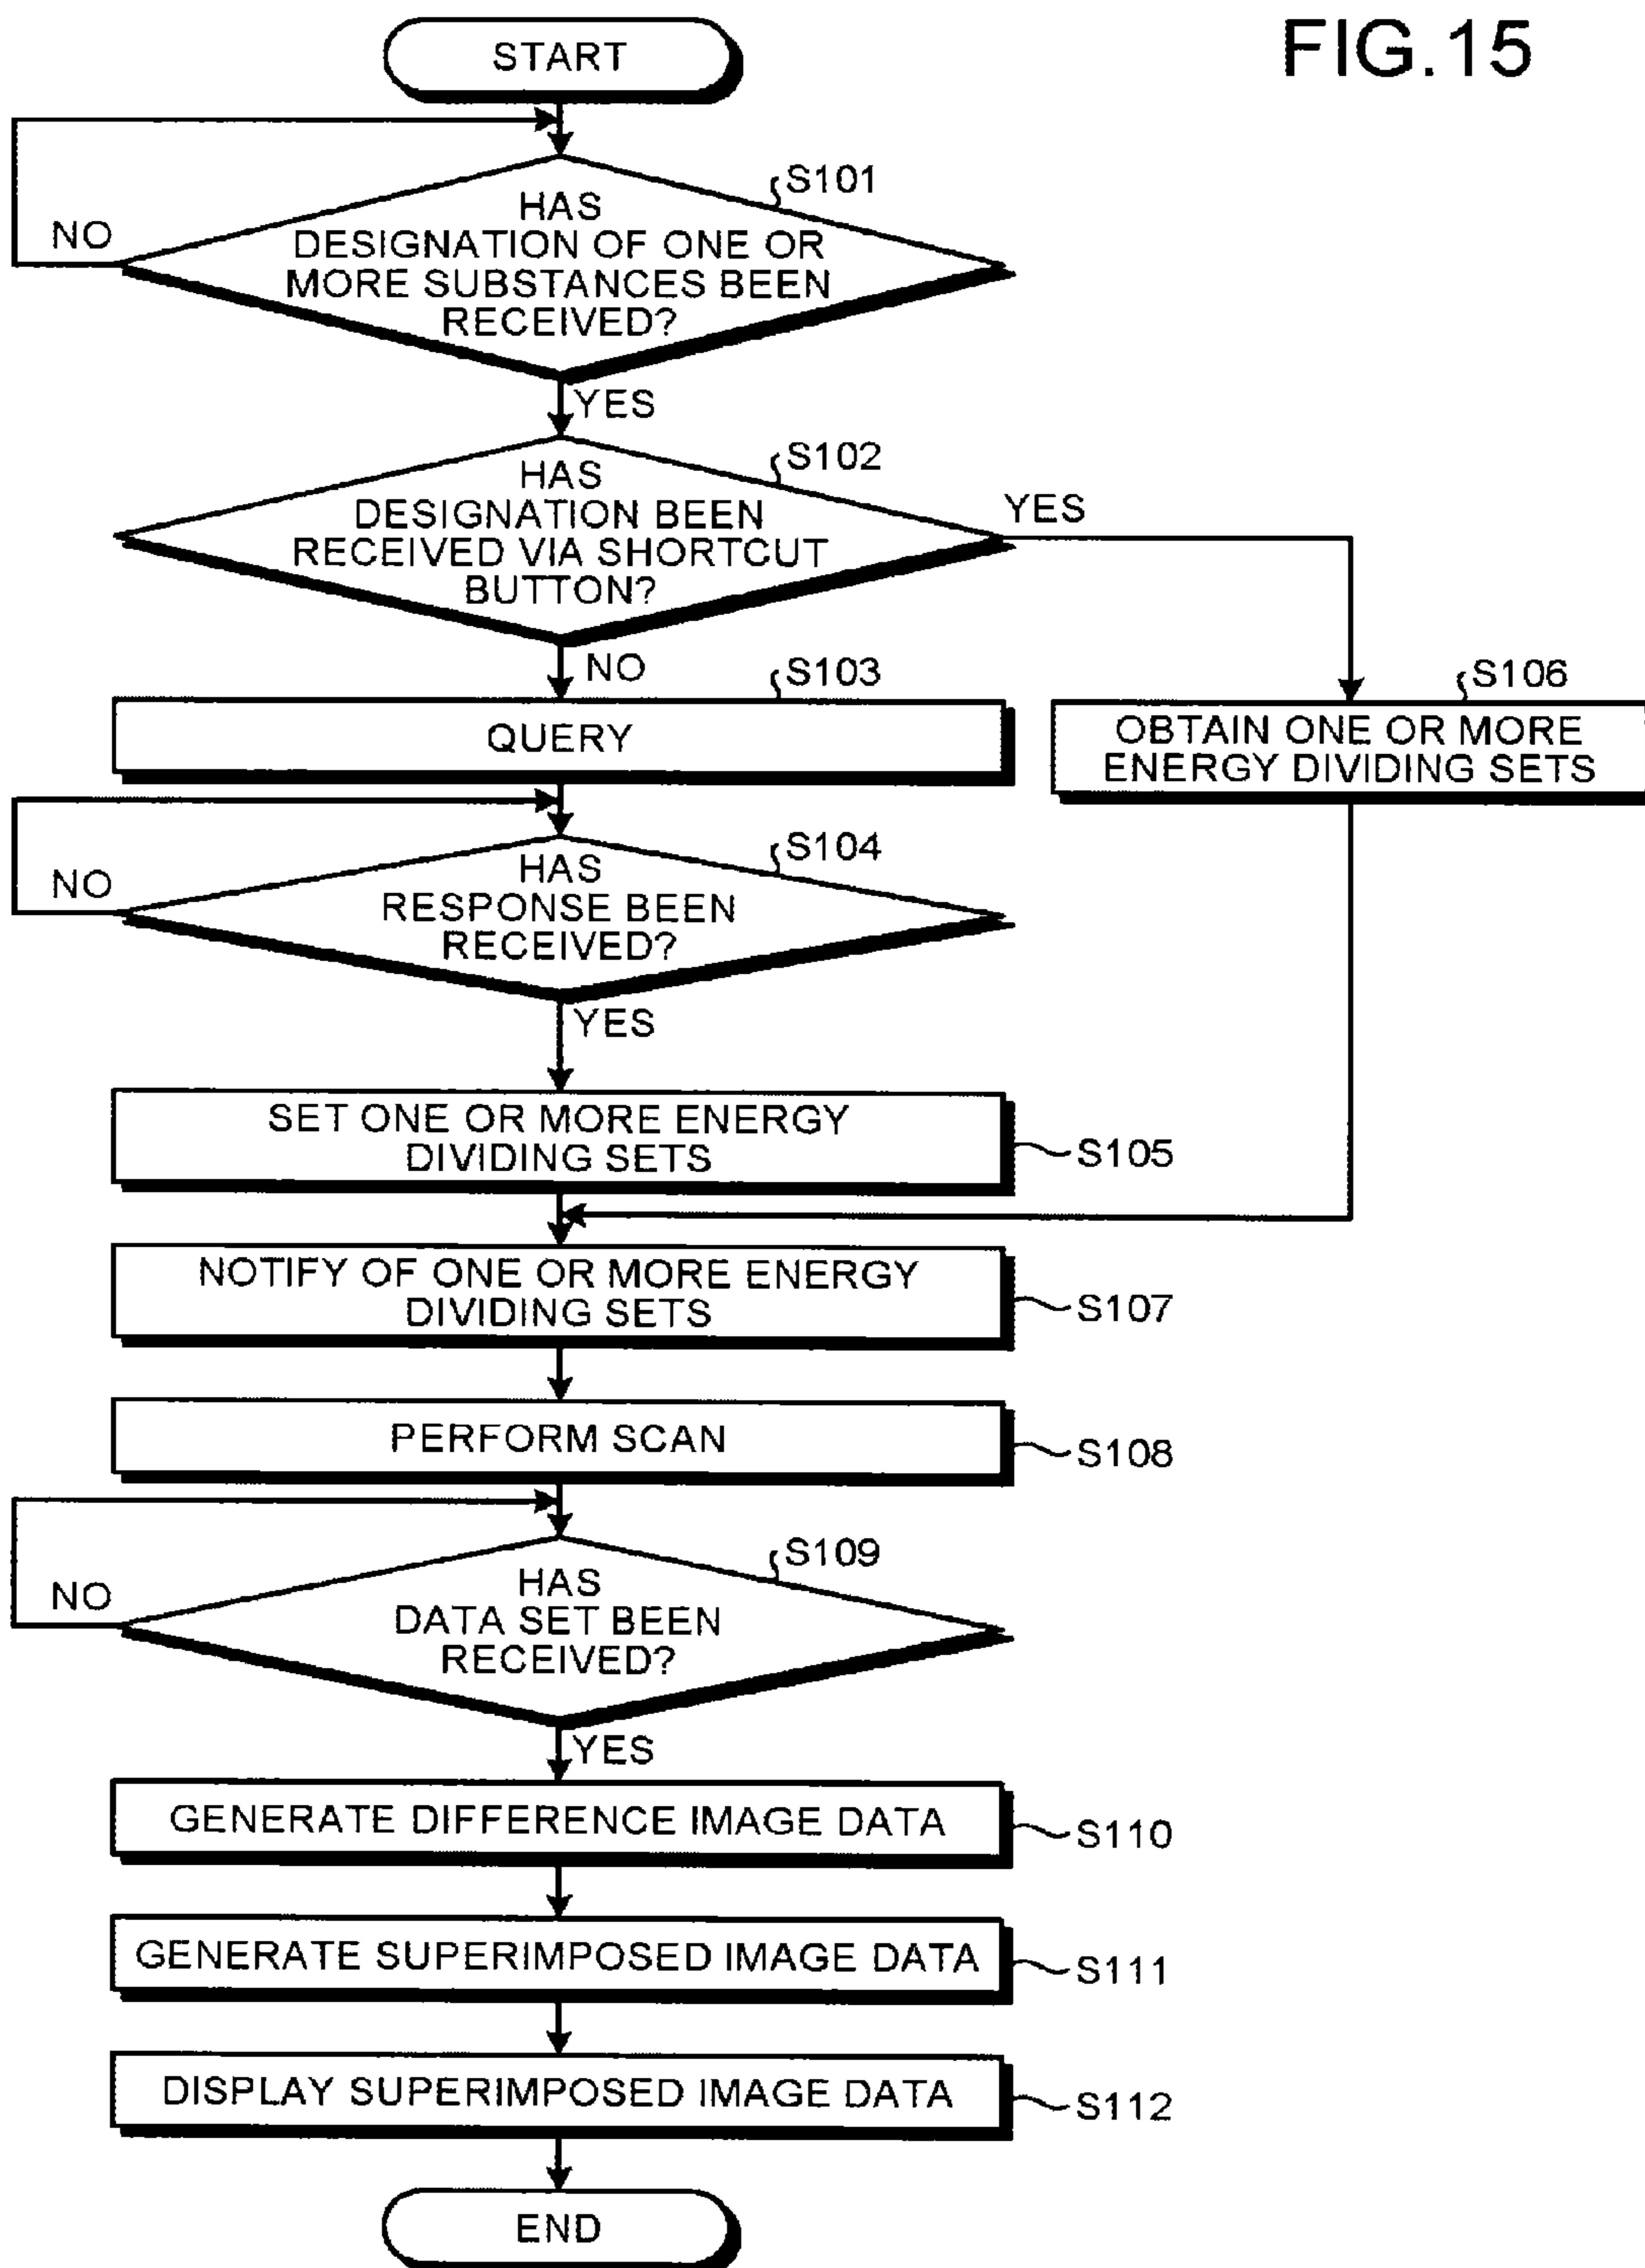 FIG.15
START
S101
HAS
DESIGNATION OF ONE OR
MORE SUBSTANCES BEEN
RECEIVED?
NO
YES
S102
HAS
DESIGNATION BEEN
RECEIVED VIA SHORTCUT
BUTTON?
YES
NO
S103
QUERY
S106
OBTAIN ONE OR MORE
ENERGY DIVIDING SETS
S104
HAS
RESPONSE BEEN
RECEIVED?
NO
YES
SET ONE OR MORE ENERGY
DIVIDING SETS
S105
NOTIFY OF ONE OR MORE ENERGY
DIVIDING SETS
S107
PERFORM SCAN
S108
S109
HAS
DATA SET BEEN
RECEIVED?
NO
YES
GENERATE DIFFERENCE IMAGE DATA
S110
GENERATE SUPERIMPOSED IMAGE DATA
S111
DISPLAY SUPERIMPOSED IMAGE DATA
S112
END